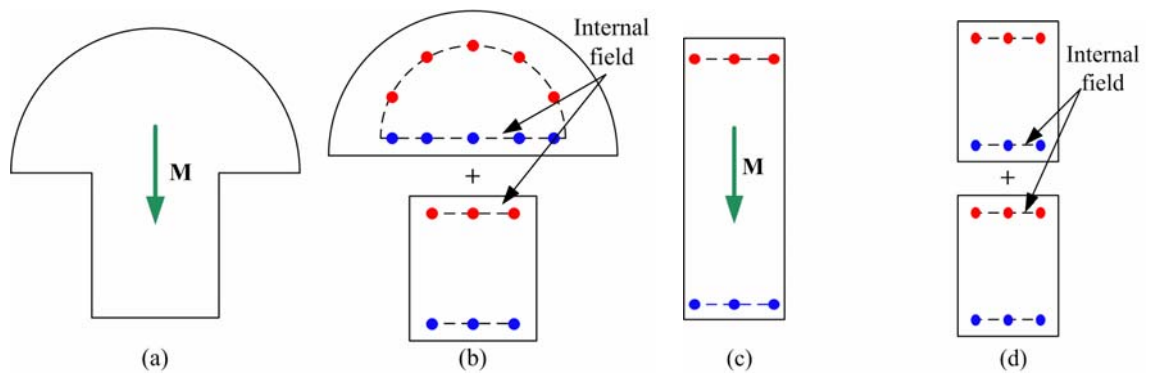 Internal
field
M
+
(a)
(b)
M
(c)
Internal
field
+
(d)